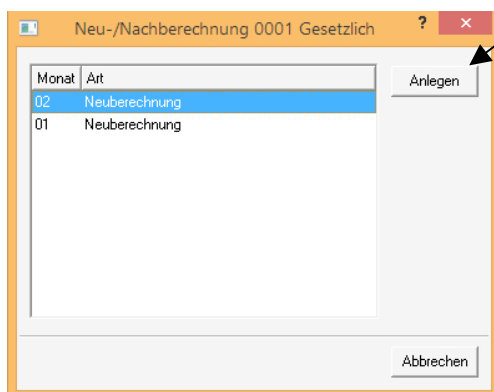 Neu-/Nachberechnung 0001 Gesetzlich ?
Monat Art
Anlegen
02 Neuberechnung
01 Neuberechnung
Abbrechen